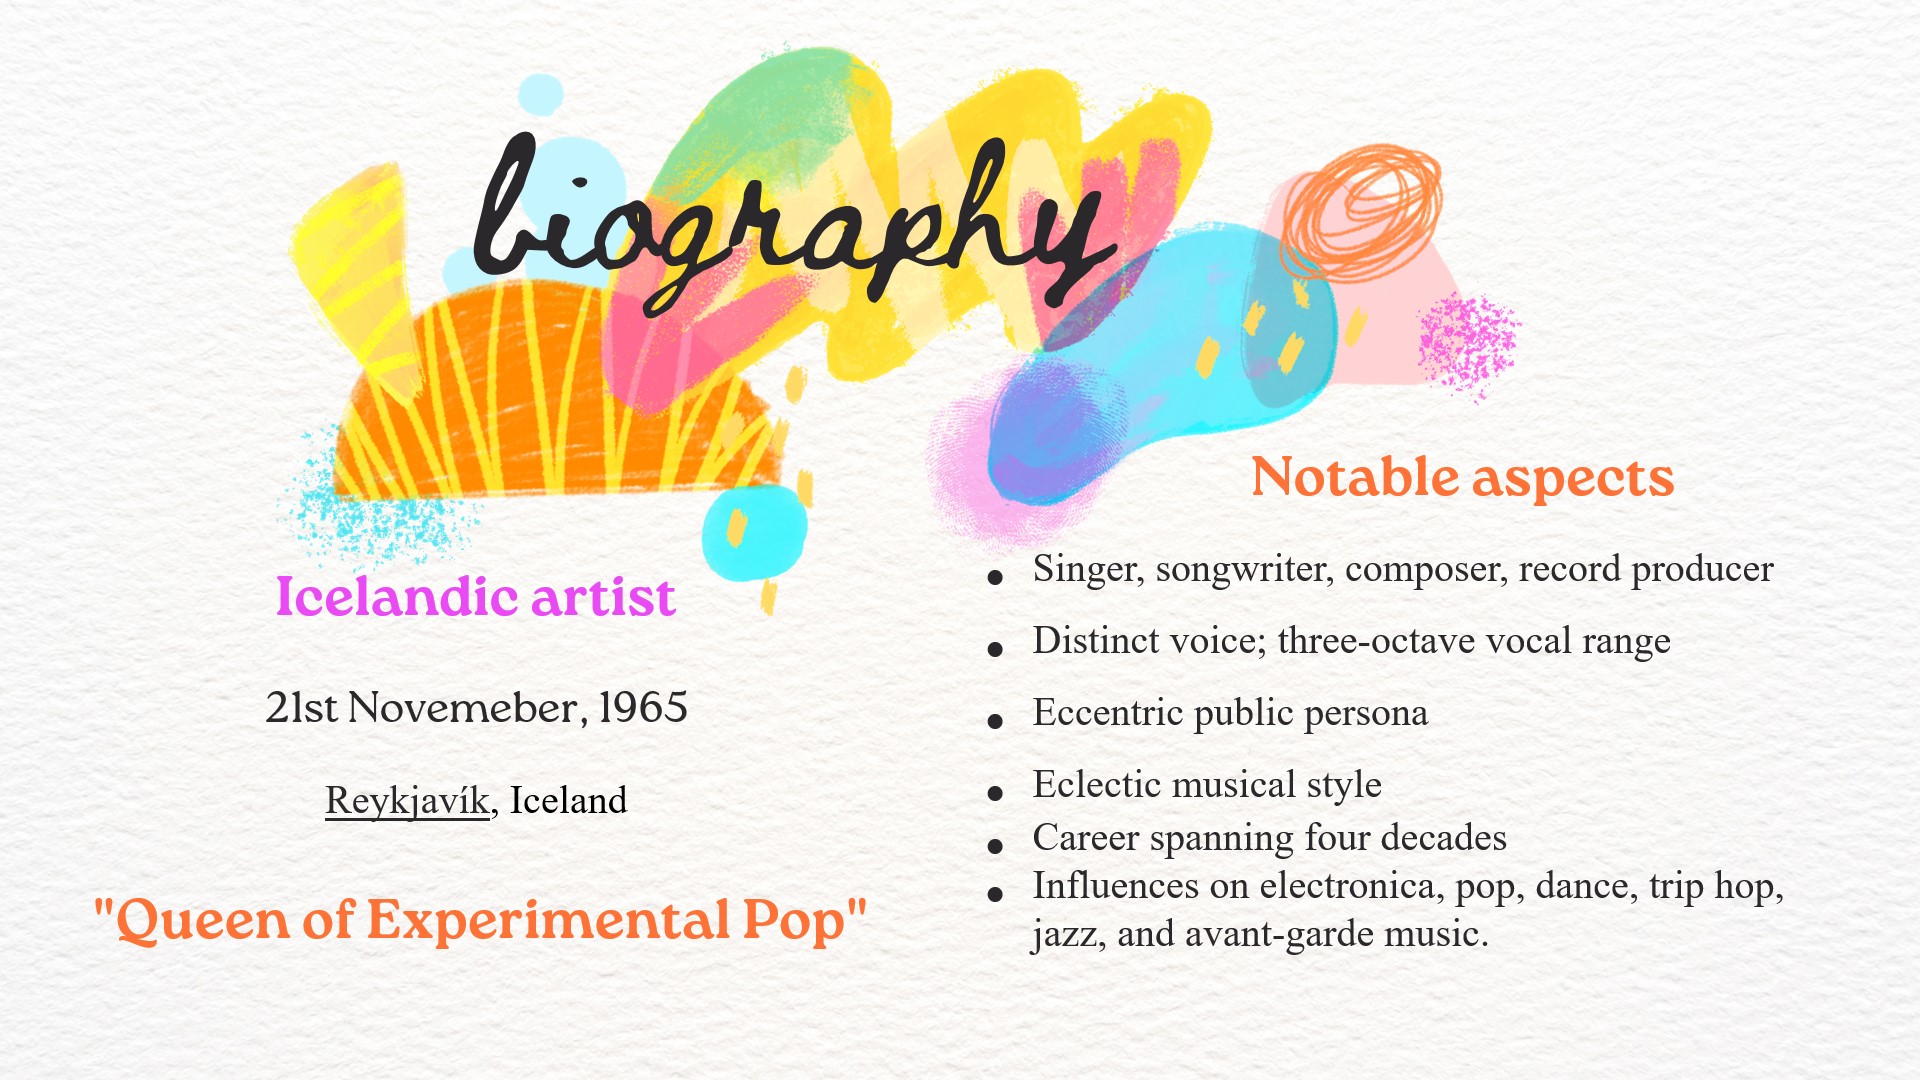 biography
Icelandic artist
21st Novemeber, 1965
Reykjavík, Iceland
"Queen of Experimental Pop"
Notable aspects
• Singer, songwriter, composer, record producer
• Distinct voice; three-octave vocal range
• Eccentric public persona
• Eclectic musical style
• Career spanning four decades
• Influences on electronica, pop, dance, trip hop,
jazz, and avant-garde music.